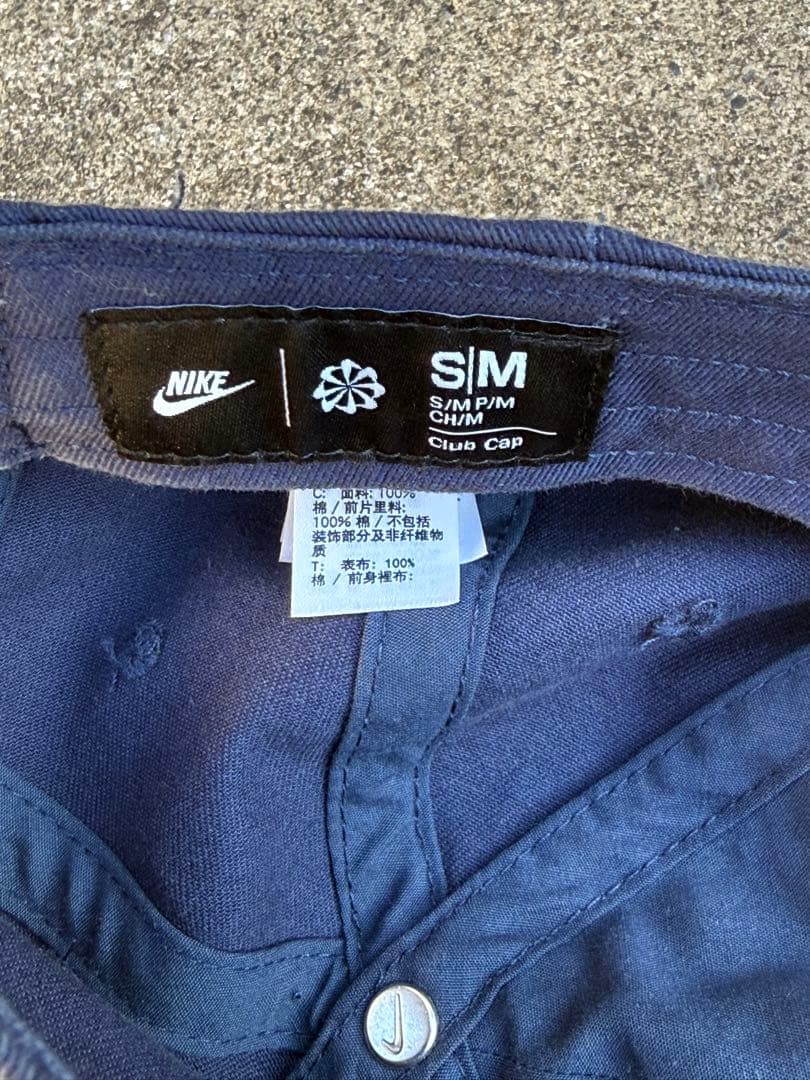 NIKE
S|M
S/M P/M
CH/M
Club Cap
C: 面料: 100%
棉 / 前片里料:
100% 棉 / 不包括
装饰部分及非纤维物
质
T: 表布: 100%
棉 / 前身裡布: